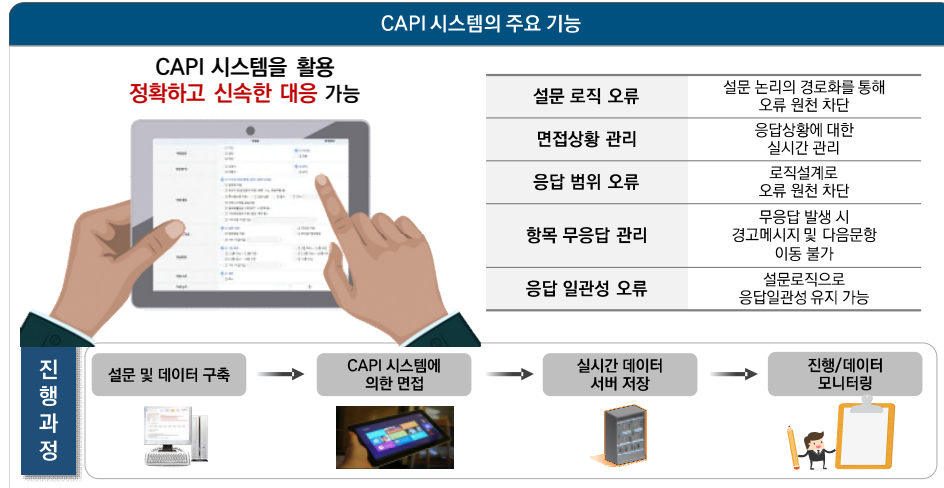 CAPI 시스템의 주요 기능
CAPI 시스템을 활용
정확하고 신속한 대응 가능
설문 로직 오류
설문 논리의 경로화를 통해
오류 원천 차단
면접상황 관리
응답상황에 대한
실시간 관리
응답 범위 오류
로직설계로
오류 원천 차단
항목 무응답 관리
무응답 발생 시
경고메시지 및 다음문항
이동 불가
응답 일관성 오류
설문로직으로
응답일관성 유지 가능
진행과정
설문 및 데이터 구축
CAPI 시스템에
의한 면접
실시간 데이터
서버 저장
진행/데이터
모니터링